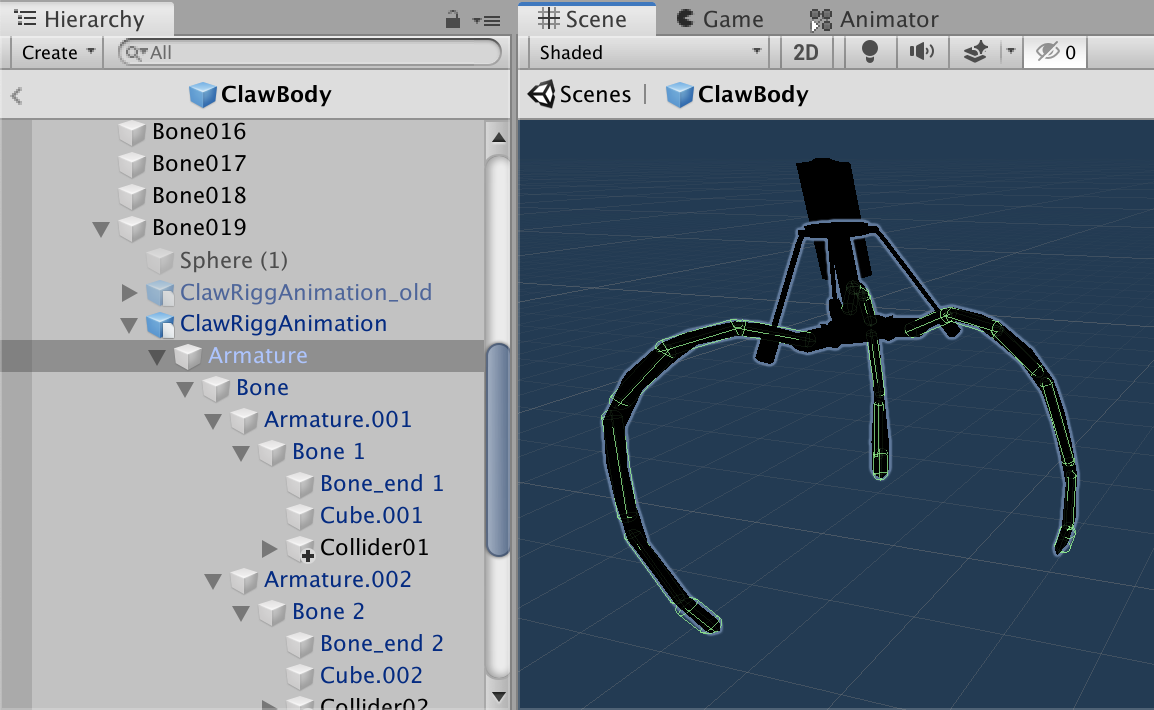 Hierarchy
Create
All
ClawBody
Bone016
Bone017
Bone018
Bone019
Sphere (1)
ClawRiggAnimation_old
ClawRiggAnimation
Armature
Bone
Armature.001
Bone 1
Bone_end 1
Cube.001
Collider01
Armature.002
Bone 2
Bone_end 2
Cube.002
Collider02
Scene Game Animator
Shaded 2D 0
Scenes | ClawBody